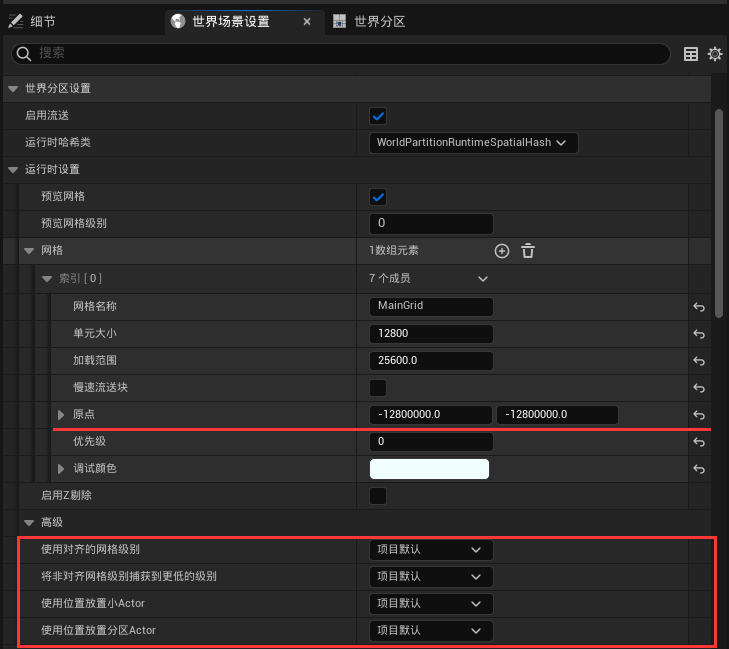 细节 世界场景设置 世界分区
搜索
世界分区设置
启用流送
运行时哈希类 WorldPartitionRuntimeSpatialHash
运行时设置
预览网格
预览网格级别 0
网格 1数组元素
索引 [ 0 ] 7 个成员
网格名称 MainGrid
单元大小 12800
加载范围 25600.0
慢速流送块
原点 -12800000.0 -12800000.0
优先级 0
调试颜色
启用Z剔除
高级
使用对齐的网格级别 项目默认
将非对齐网格级别捕获到更低的级别 项目默认
使用位置放置小Actor 项目默认
使用位置放置分区Actor 项目默认